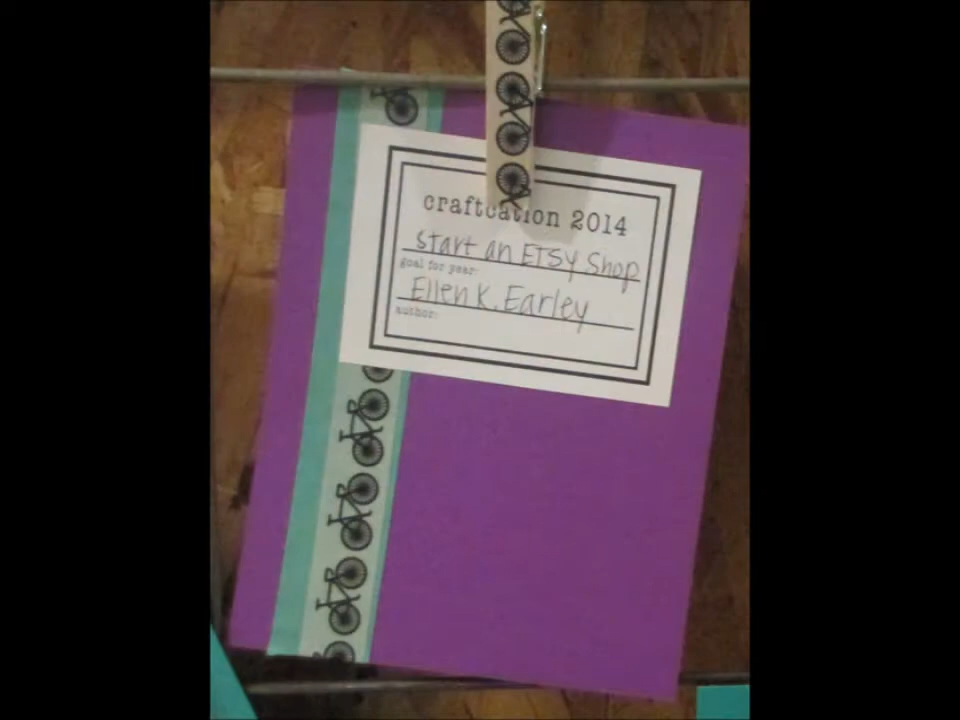 craftcation 2014
Start an ETSY Shop
goal for year:
Ellen K. Earley
author: